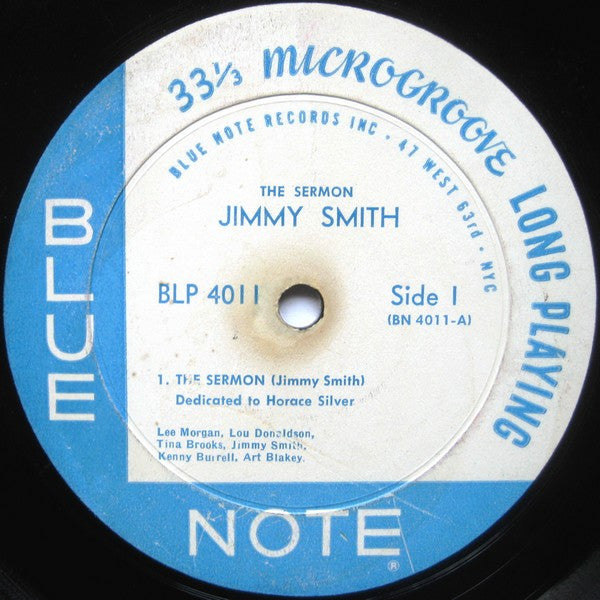 33⅓ MICROGROOVE LONG PLAYING
BLUE NOTE RECORDS INC · 47 WEST 63rd · NYC
THE SERMON
JIMMY SMITH
BLP 4011
Side 1
(BN 4011-A)
1. THE SERMON (Jimmy Smith)
Dedicated to Horace Silver
Lee Morgan, Lou Donaldson,
Tina Brooks, Jimmy Smith,
Kenny Burrell, Art Blakey.
BLUE
NOTE
®